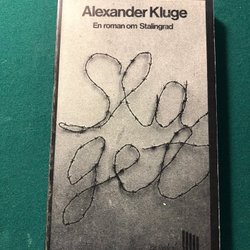 Alexander Kluge
En roman om Stalingrad
Sla
get